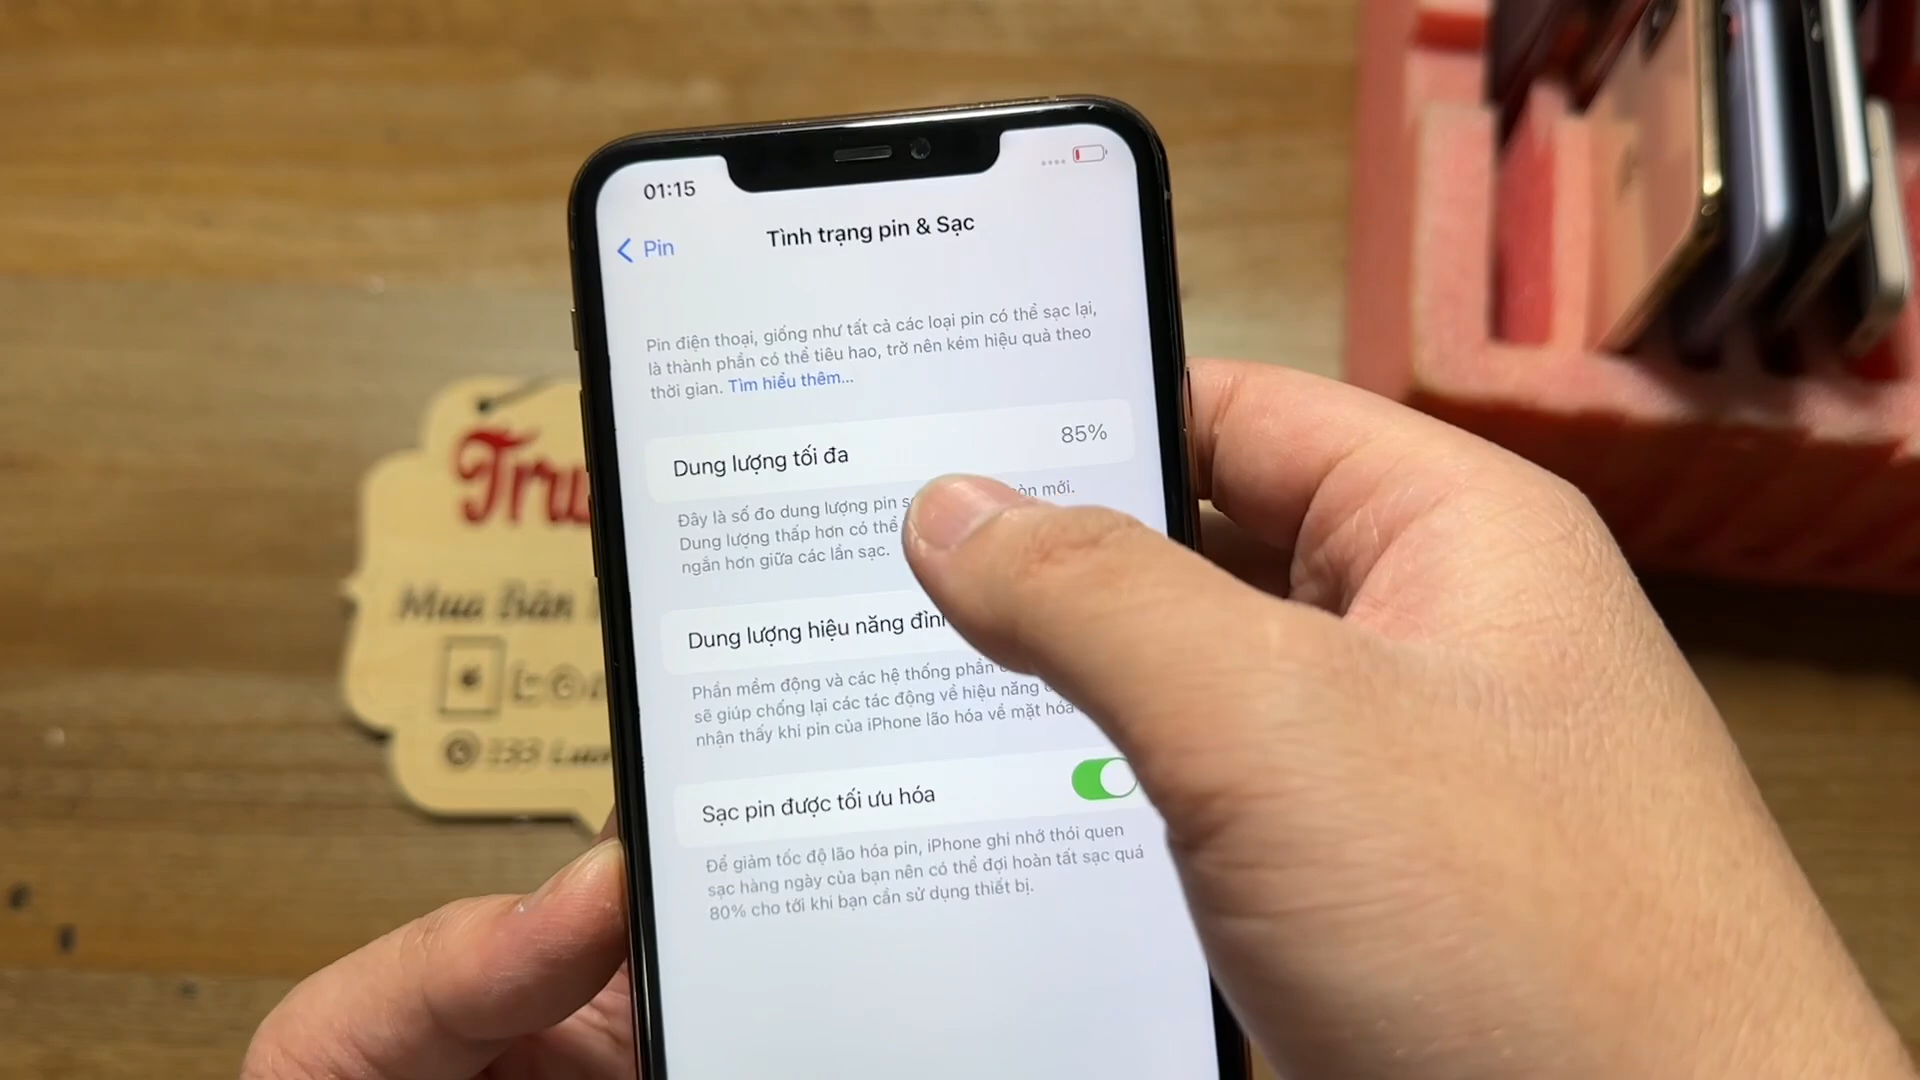 01:15
Pin
Tình trạng pin & Sạc
Pin điện thoại, giống như tất cả các loại pin có thể sạc lại,
là thành phần có thể tiêu hao, trở nên kém hiệu quả theo
thời gian. Tìm hiểu thêm...
Dung lượng tối đa 85%
Đây là số đo dung lượng pin còn mới.
Dung lượng thấp hơn có thể
ngắn hơn giữa các lần sạc.
Dung lượng hiệu năng đỉnh
Phần mềm động và các hệ thống phần
sẽ giúp chống lại các tác động về hiệu năng
nhận thấy khi pin của iPhone lão hóa về mặt hóa
Sạc pin được tối ưu hóa
Để giảm tốc độ lão hóa pin, iPhone ghi nhớ thói quen
sạc hàng ngày của bạn nên có thể đợi hoàn tất sạc quá
80% cho tới khi bạn cần sử dụng thiết bị.
Tru
Mua Bán